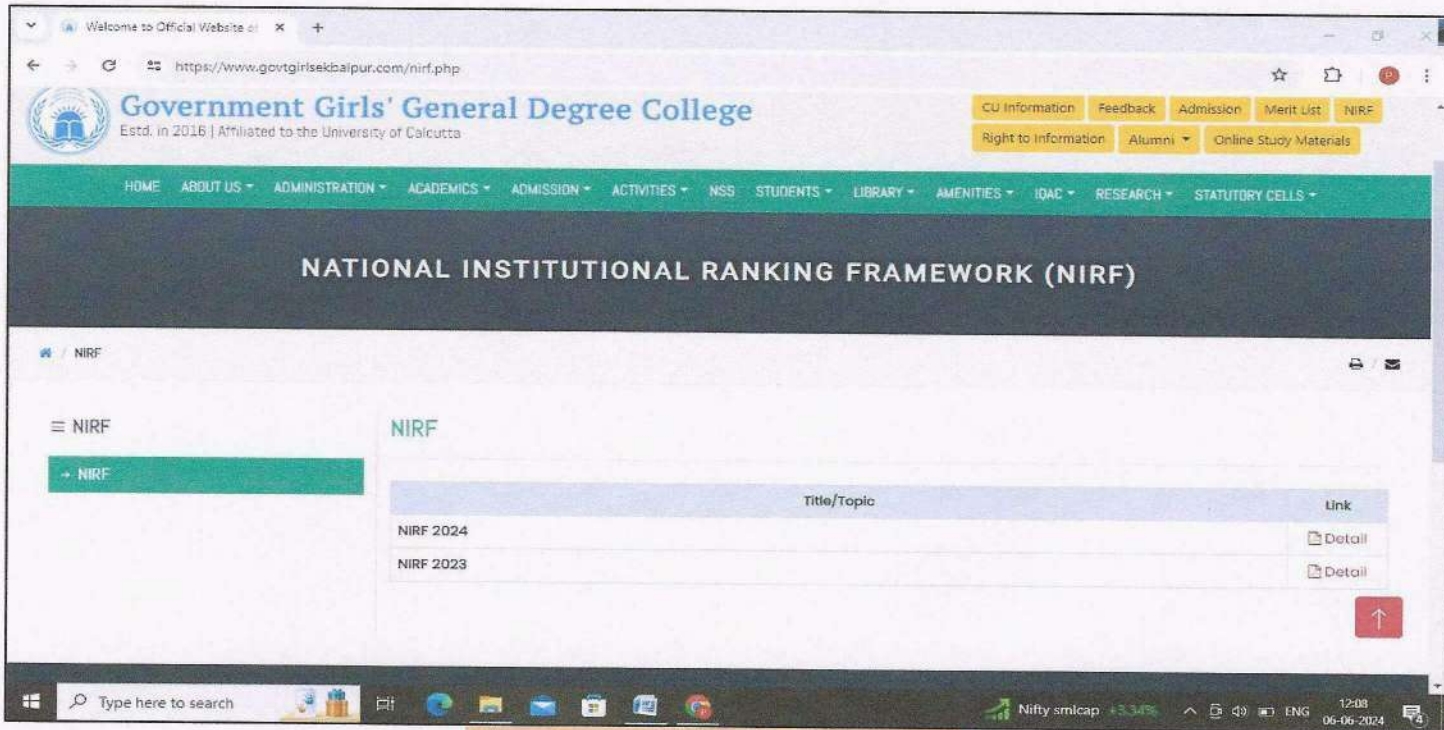 Welcome to Official Website of
https://www.govtgirlsekbalpur.com/nirf.php
Government Girls' General Degree College
Estd. in 2016 | Affiliated to the University of Calcutta
CU Information Feedback Admission Merit List NIRF
Right to Information Alumni Online Study Materials
HOME ABOUT US ADMINISTRATION ACADEMICS ADMISSION ACTIVITIES NSS STUDENTS LIBRARY AMENITIES IQAC RESEARCH STATUTORY CELLS
NATIONAL INSTITUTIONAL RANKING FRAMEWORK (NIRF)
/ NIRF
NIRF
→ NIRF
NIRF
Title/Topic Link
NIRF 2024 Detail
NIRF 2023 Detail
Type here to search
Nifty smlcap +3.34% ENG 12:08
06-06-2024
4